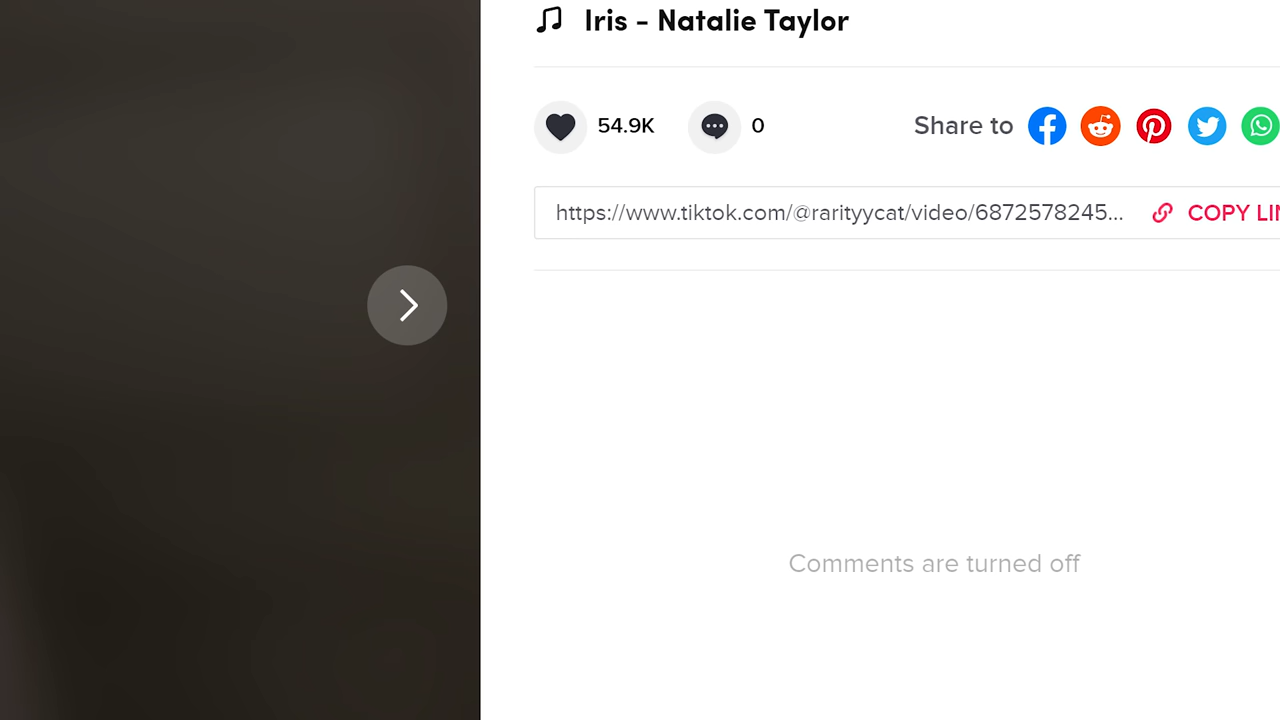 Iris - Natalie Taylor
54.9K 0 Share to
https://www.tiktok.com/@rarityycat/video/6872578245... COPY LI
Comments are turned off